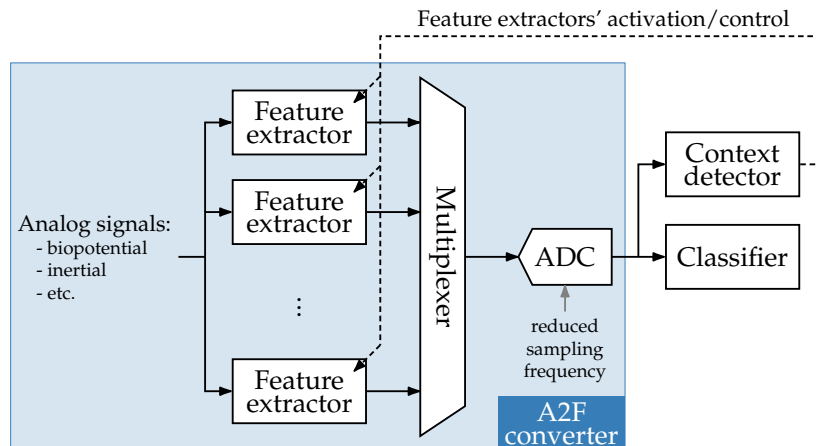 Feature extractors’ activation/control
Feature
extractor
Feature
extractor
Analog signals:
- biopotential
- inertial
- etc.
...
Feature
extractor
Multiplexer
ADC
reduced
sampling
frequency
Context
detector
Classifier
A2F
converter